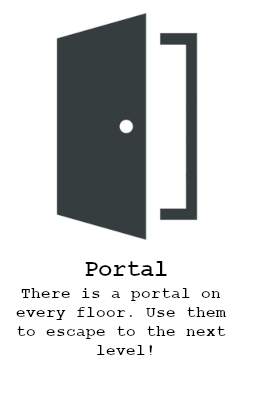 Portal
There is a portal on
every floor. Use them
to escape to the next
level!